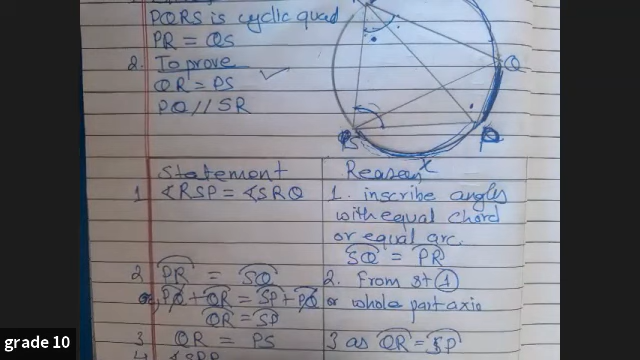 PQRS is cyclic quad
PR = QS
2. To prove
QR = PS
PQ // SR
Q
S
Statement
Reason
1 ∢RSP = ∢SRQ
1. inscribe angles
with equal chord
or equal arc.
SQ = PR
2 PR = SQ
2. From st 1
or, PQ + QR = SP + PQ
or whole part axio
QR = SP
3 QR = PS
3 as QR = SP
4
grade 10